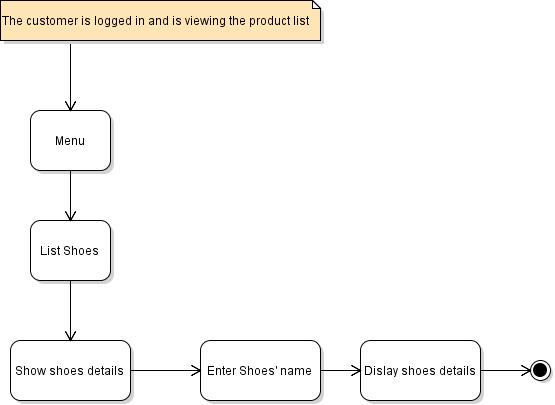 The customer is logged in and is viewing the product list
Menu
List Shoes
Show shoes details
Enter Shoes' name
Dislay shoes details